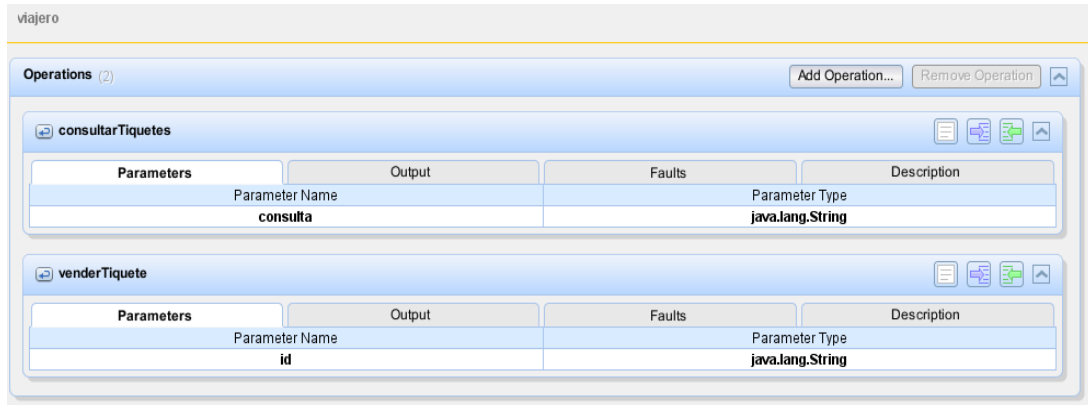 viajero
Operations (2) Add Operation... Remove Operation
consultarTiquetes
Parameters Output Faults Description
Parameter Name Parameter Type
consulta java.lang.String
venderTiquete
Parameters Output Faults Description
Parameter Name Parameter Type
id java.lang.String